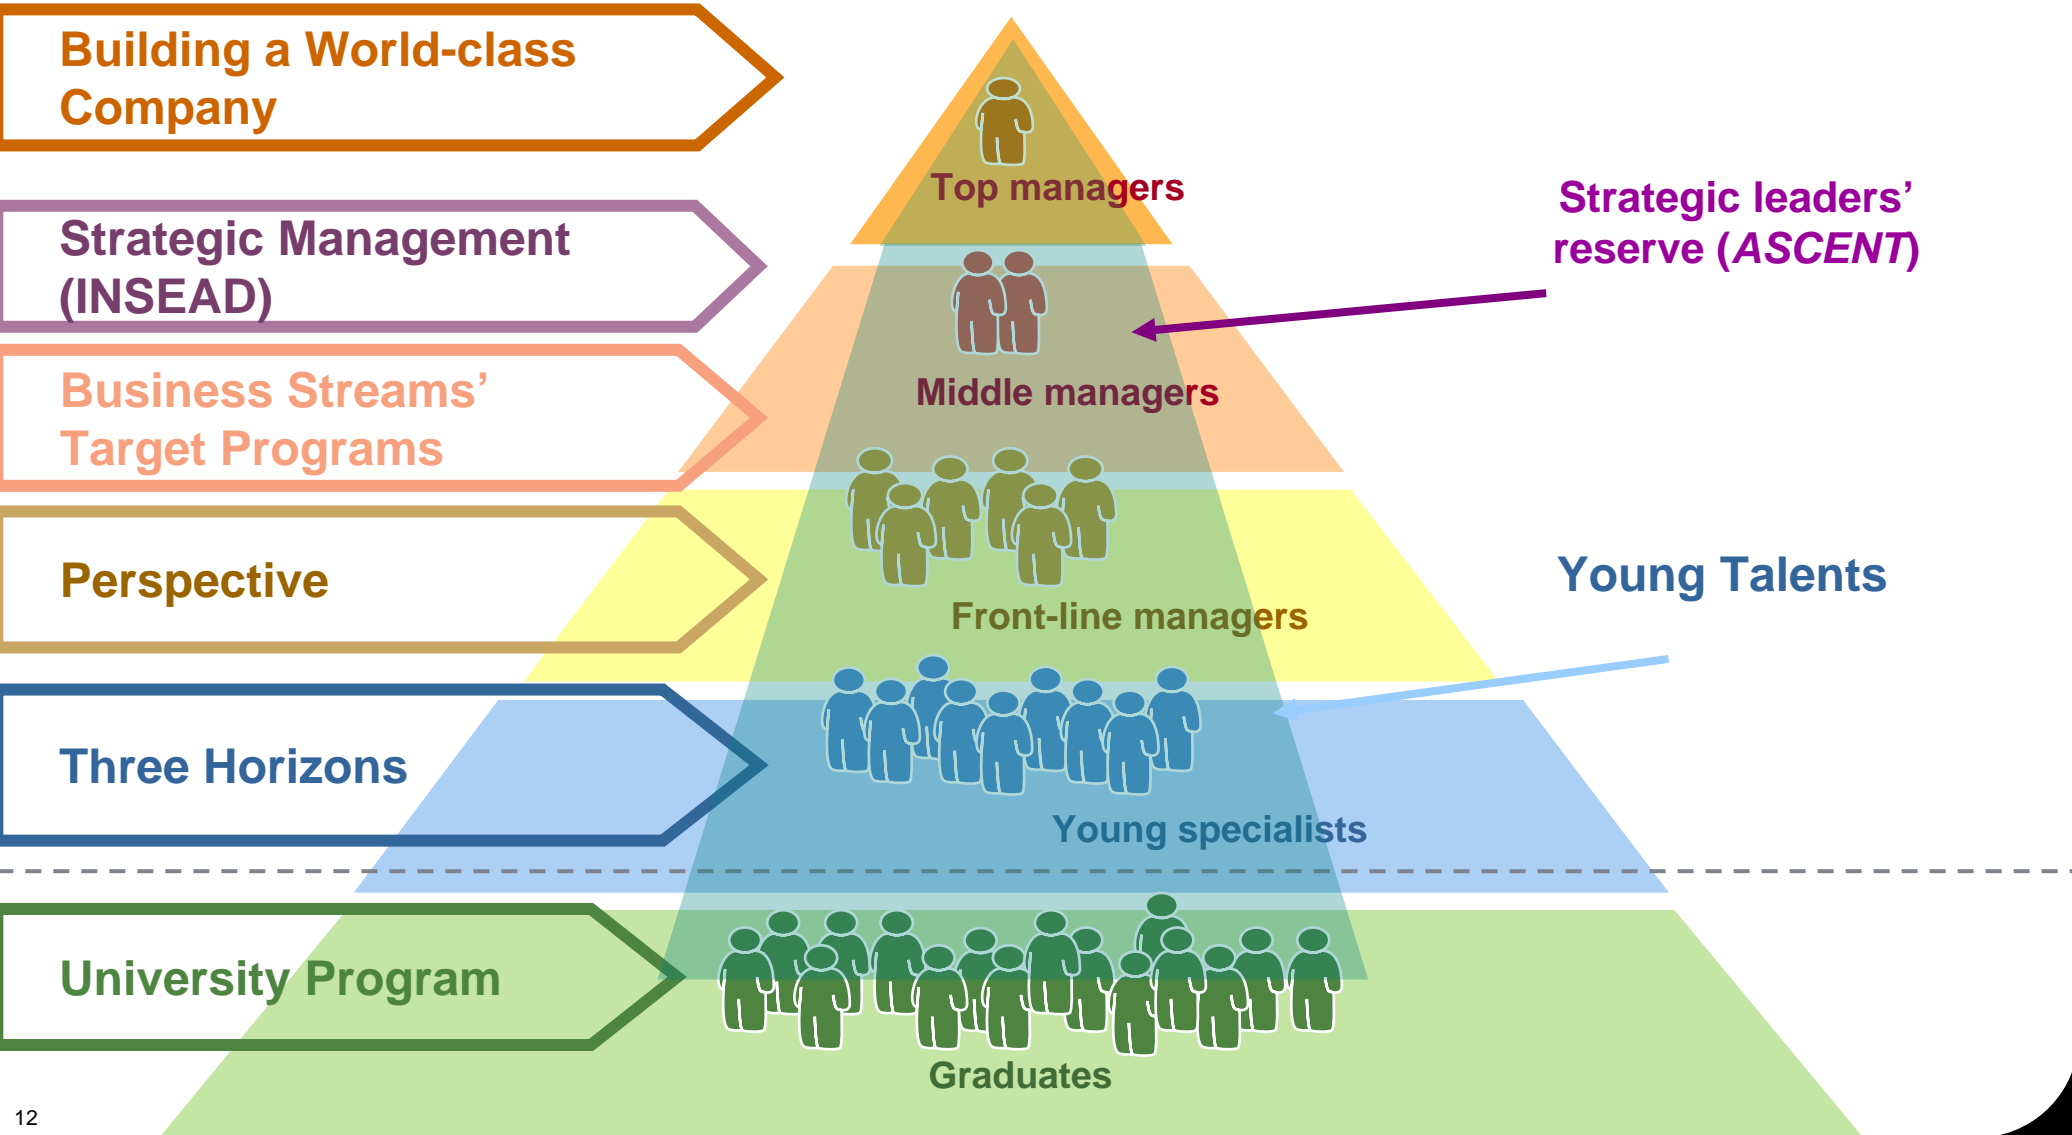 Building a World-class
Company
Top managers
Strategic leaders’
reserve (ASCENT)
Strategic Management
(INSEAD)
Business Streams’
Target Programs
Middle managers
Perspective
Front-line managers
Young Talents
Three Horizons
Young specialists
University Program
Graduates
12